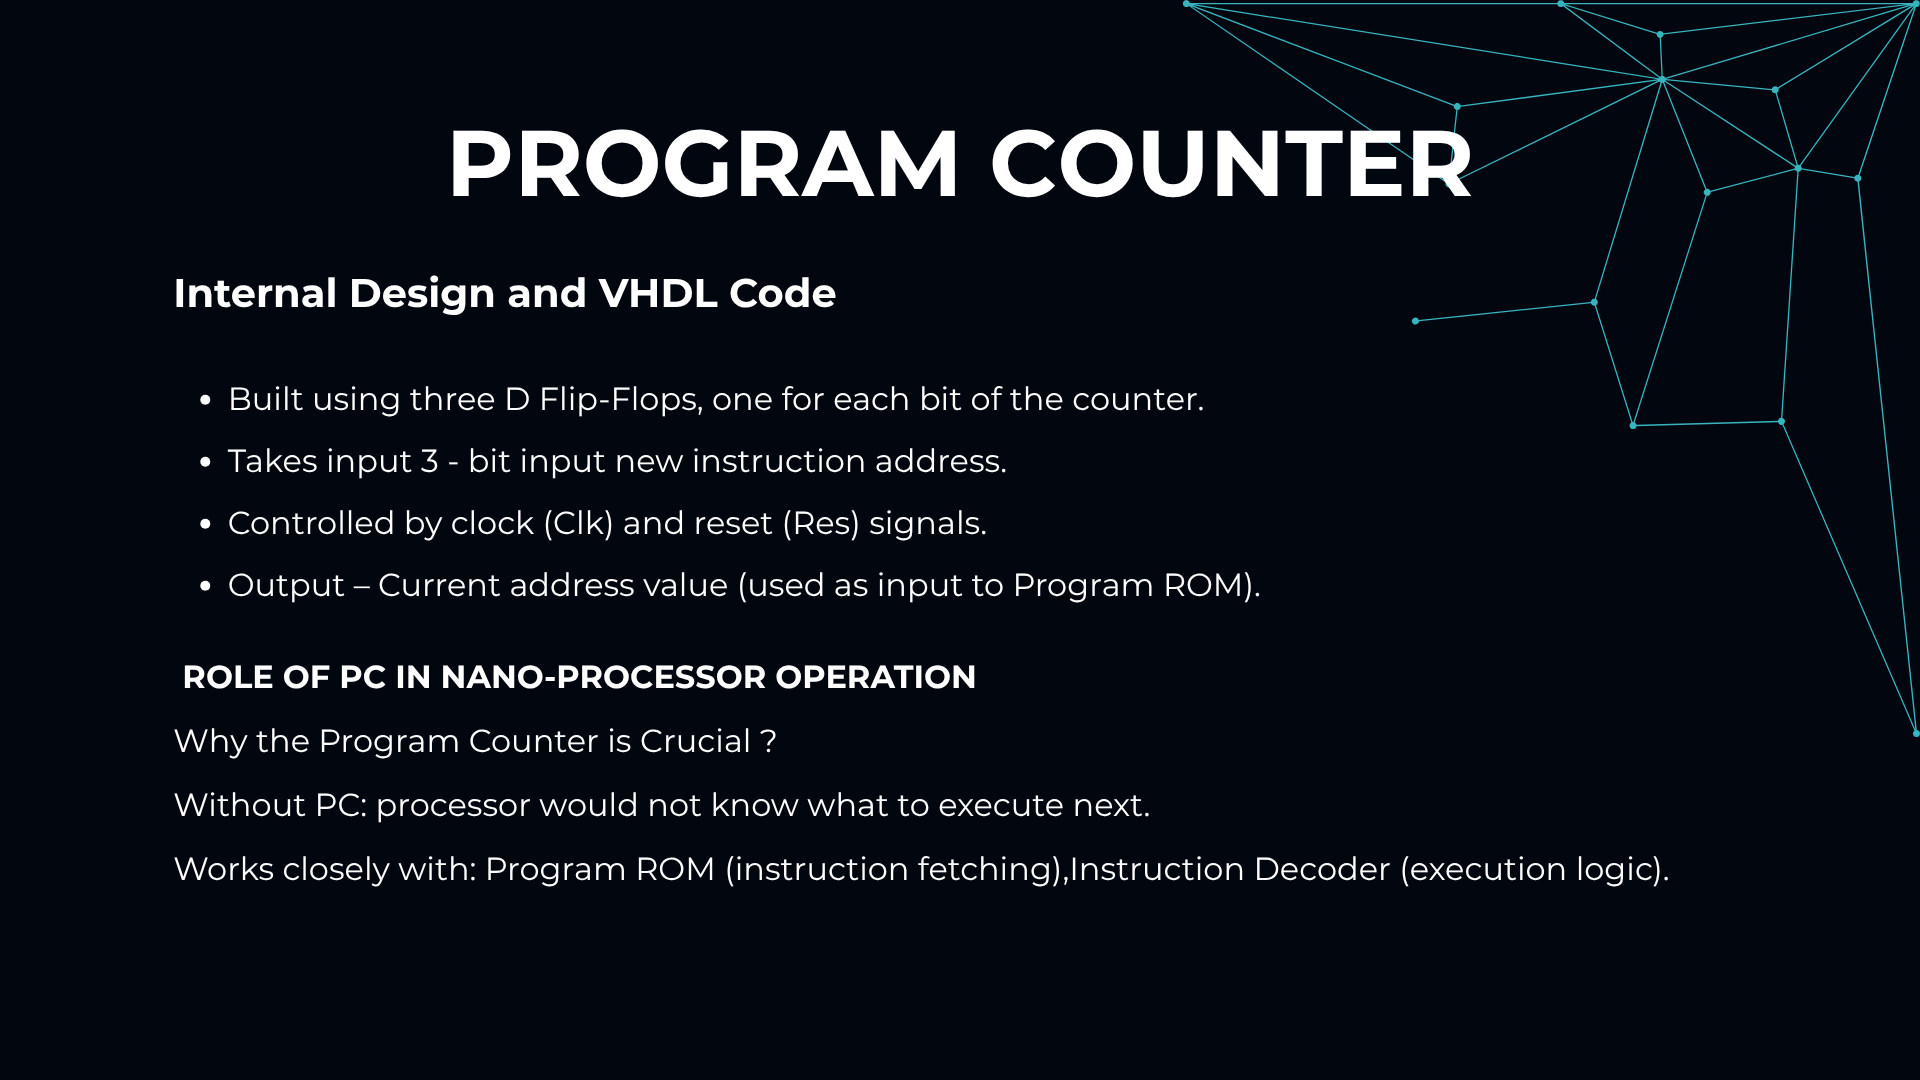 PROGRAM COUNTER
Internal Design and VHDL Code
• Built using three D Flip-Flops, one for each bit of the counter.
• Takes input 3 - bit input new instruction address.
• Controlled by clock (Clk) and reset (Res) signals.
• Output – Current address value (used as input to Program ROM).
ROLE OF PC IN NANO-PROCESSOR OPERATION
Why the Program Counter is Crucial ?
Without PC: processor would not know what to execute next.
Works closely with: Program ROM (instruction fetching),Instruction Decoder (execution logic).